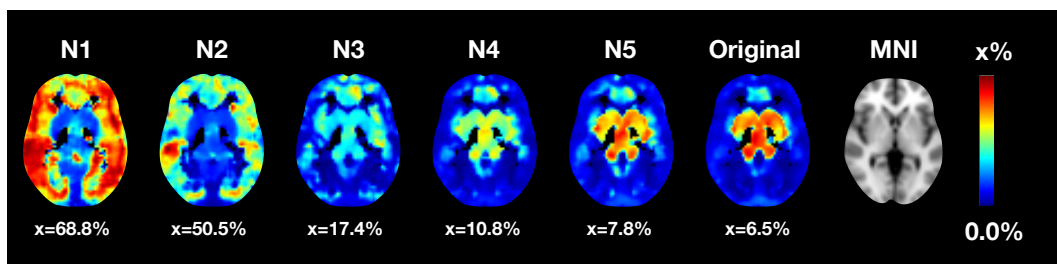 N1 N2 N3 N4 N5 Original MNI x%
x=68.8% x=50.5% x=17.4% x=10.8% x=7.8% x=6.5% 0.0%